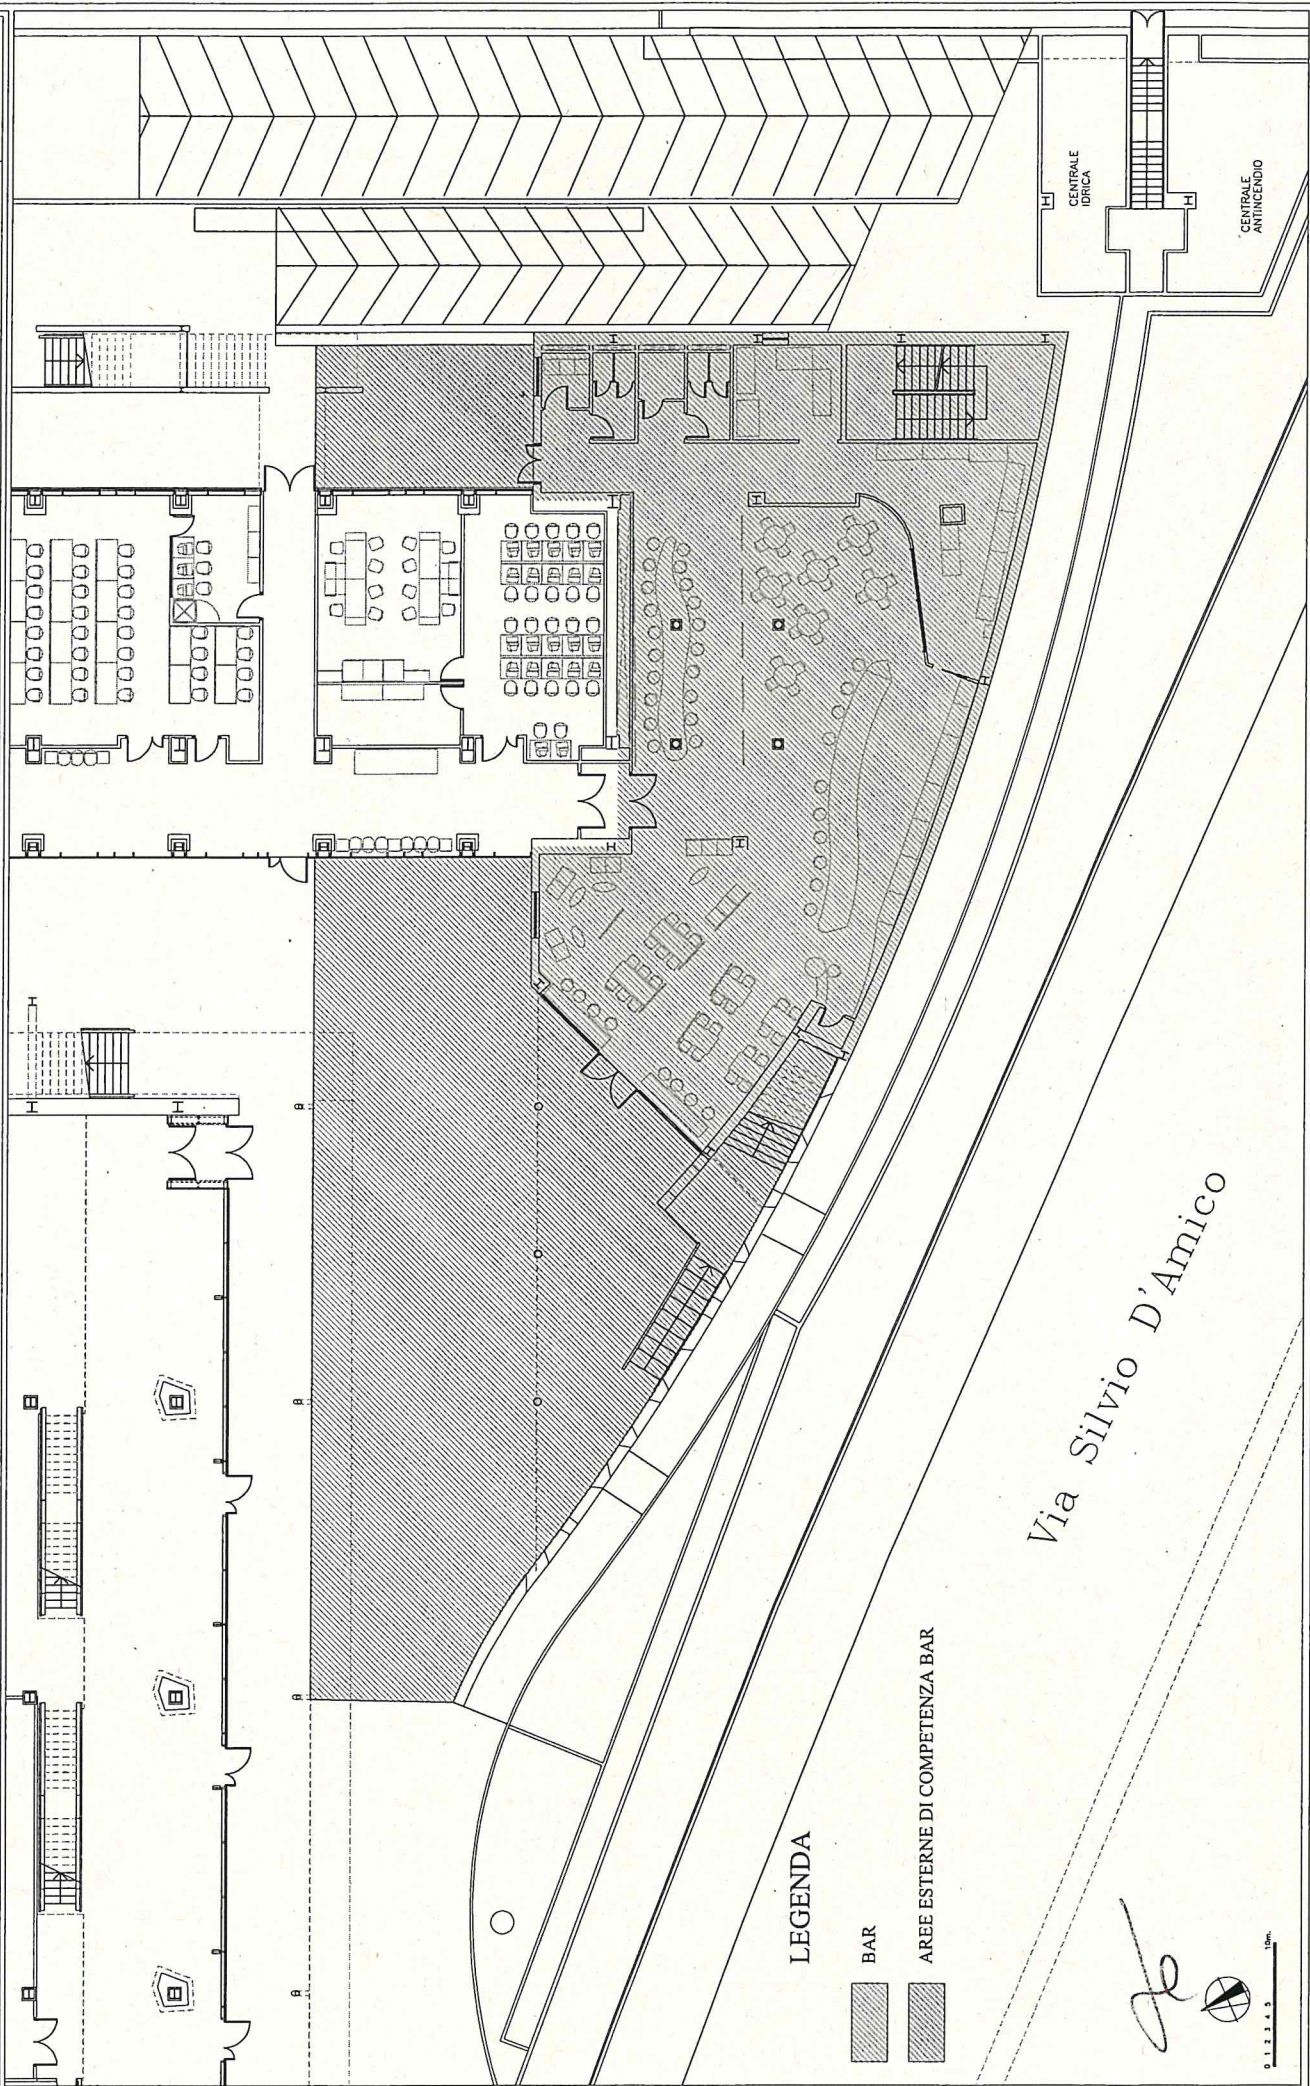 CENTRALE
IDRICA
CENTRALE
ANTINCENDIO
Via Silvio D'Amico
LEGENDA
BAR
AREE ESTERNE DI COMPETENZA BAR
0 1 2 3 4 5 10m.